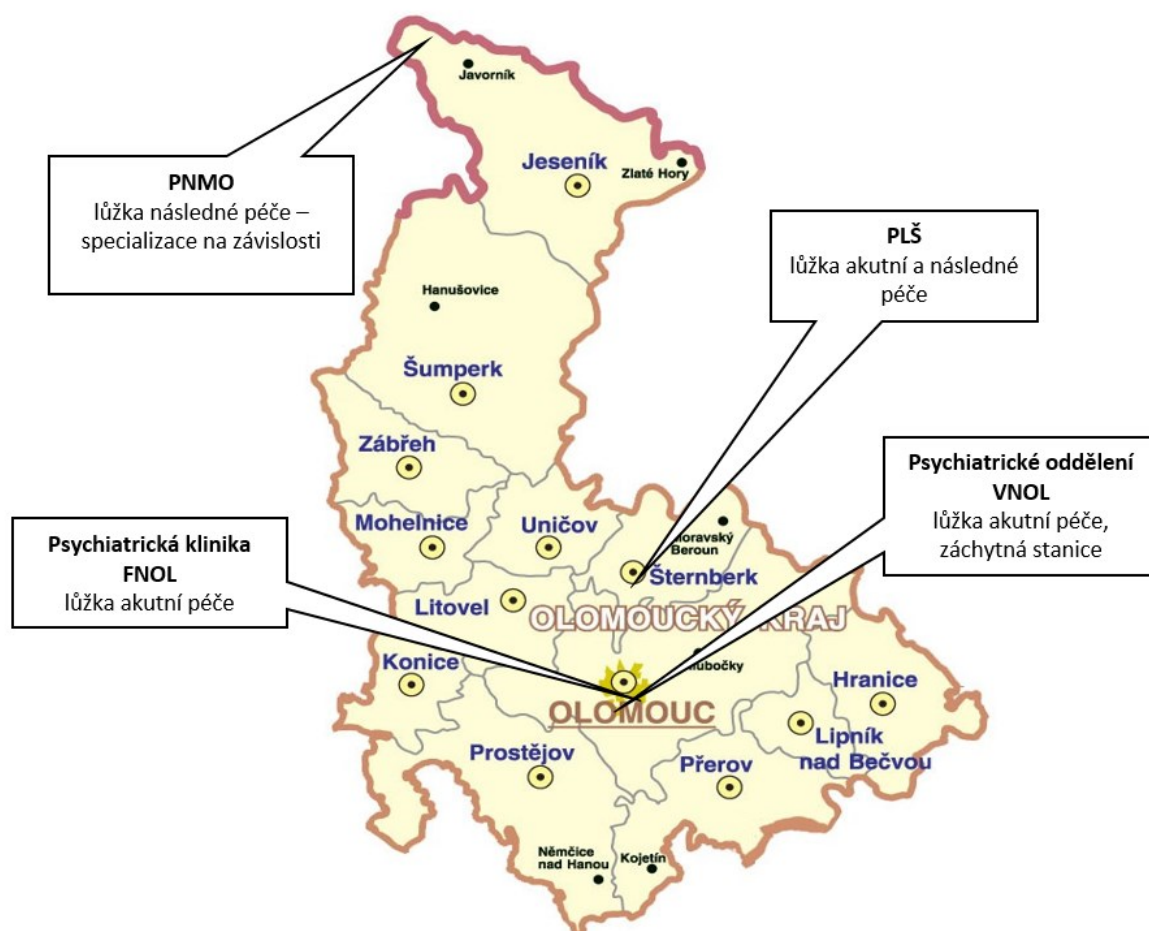 Javorník
PNMO
lůžka následné péče –
specializace na závislosti
Jeseník
Zlaté Hory
PLŠ
lůžka akutní a následné
péče
Hanušovice
Šumperk
Zábřeh
Psychiatrické oddělení
VNOL
lůžka akutní péče,
záchytná stanice
Mohelnice
Uničov
Moravský
Beroun
Psychiatrická klinika
FNOL
lůžka akutní péče
Šternberk
Litovel
OLOMOUCKÝ KRAJ
Konice
Hranice
OLOMOUC
Lipník
nad Bečvou
Prostějov
Přerov
Němčice
nad Hanou
Kojetín